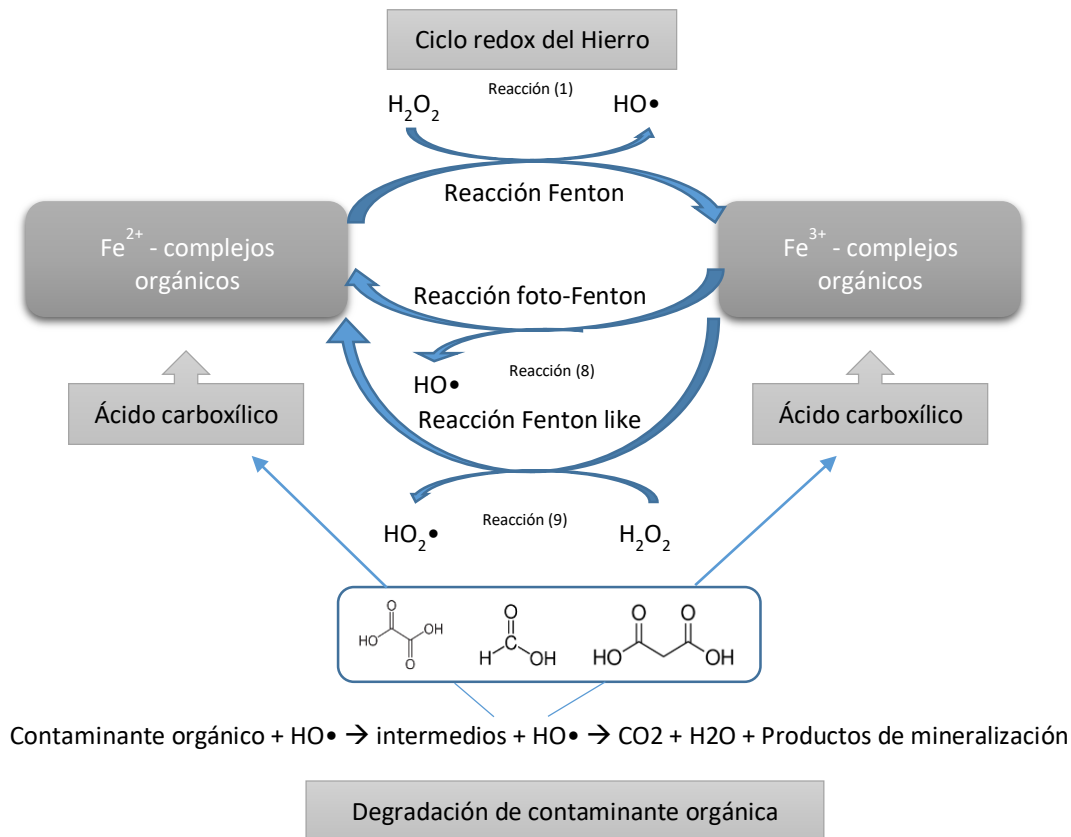 Ciclo redox del Hierro
Reacción (1)
H₂O₂
HO●
Reacción Fenton
Fe²⁺ - complejos
orgánicos
Fe³⁺ - complejos
orgánicos
Reacción foto-Fenton
Reacción (8)
HO●
Ácido carboxílico
Reacción Fenton like
Ácido carboxílico
HO₂●
Reacción (9)
H₂O₂
O
HO
OH
O
O
C
H
OH
O
O
HO
OH
Contaminante orgánico + HO● → intermedios + HO● → CO2 + H2O + Productos de mineralización
Degradación de contaminante orgánica